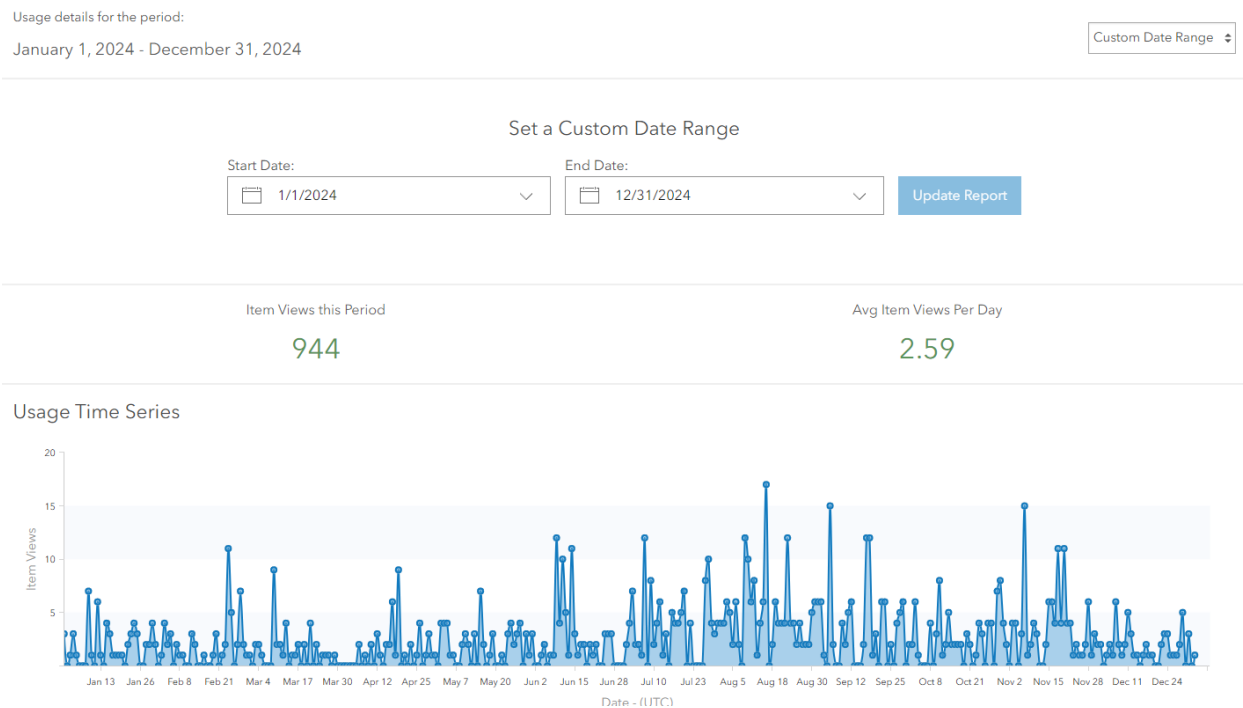 Usage details for the period:
January 1, 2024 - December 31, 2024
Custom Date Range
Set a Custom Date Range
Start Date:
End Date:
1/1/2024
12/31/2024
Update Report
Item Views this Period
Avg Item Views Per Day
944
2.59
Usage Time Series
20
15
10
5
Item Views
Jan 13 Jan 26 Feb 8 Feb 21 Mar 4 Mar 17 Mar 30 Apr 12 Apr 25 May 7 May 20 Jun 2 Jun 15 Jun 28 Jul 10 Jul 23 Aug 5 Aug 18 Aug 30 Sep 12 Sep 25 Oct 8 Oct 21 Nov 2 Nov 15 Nov 28 Dec 11 Dec 24
Date - (UTC)